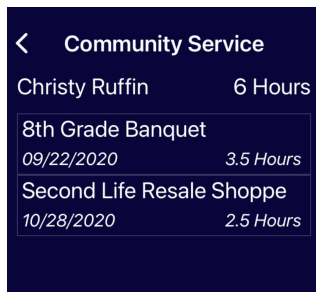 Community Service
Christy Ruffin 6 Hours
8th Grade Banquet
09/22/2020 3.5 Hours
Second Life Resale Shoppe
10/28/2020 2.5 Hours